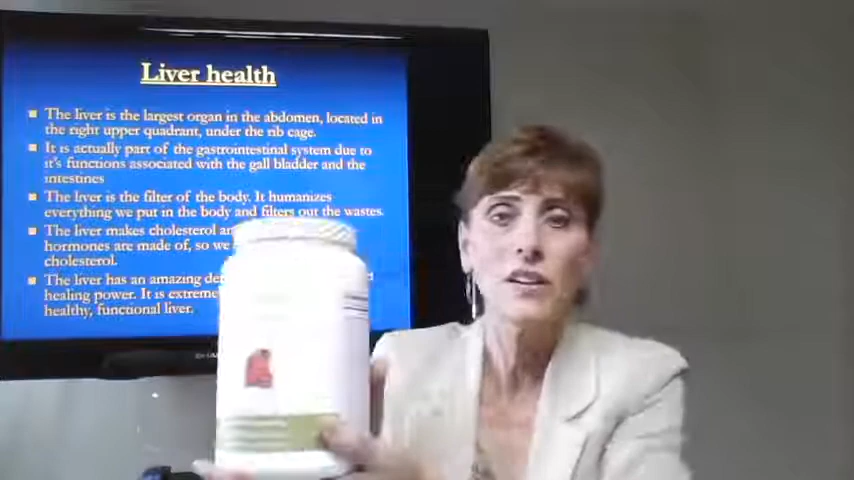 Liver health
The liver is the largest organ in the abdomen, located in
the right upper quadrant, under the rib cage.
It is actually part of the gastrointestinal system due to
it's functions associated with the gall bladder and the
intestines
The liver is the filter of the body. It humanizes
everything we put in the body and filters out the wastes.
The liver makes cholesterol
hormones are made of, so we
cholesterol.
The liver has an amazing
healing power. It is
healthy, functional liver.